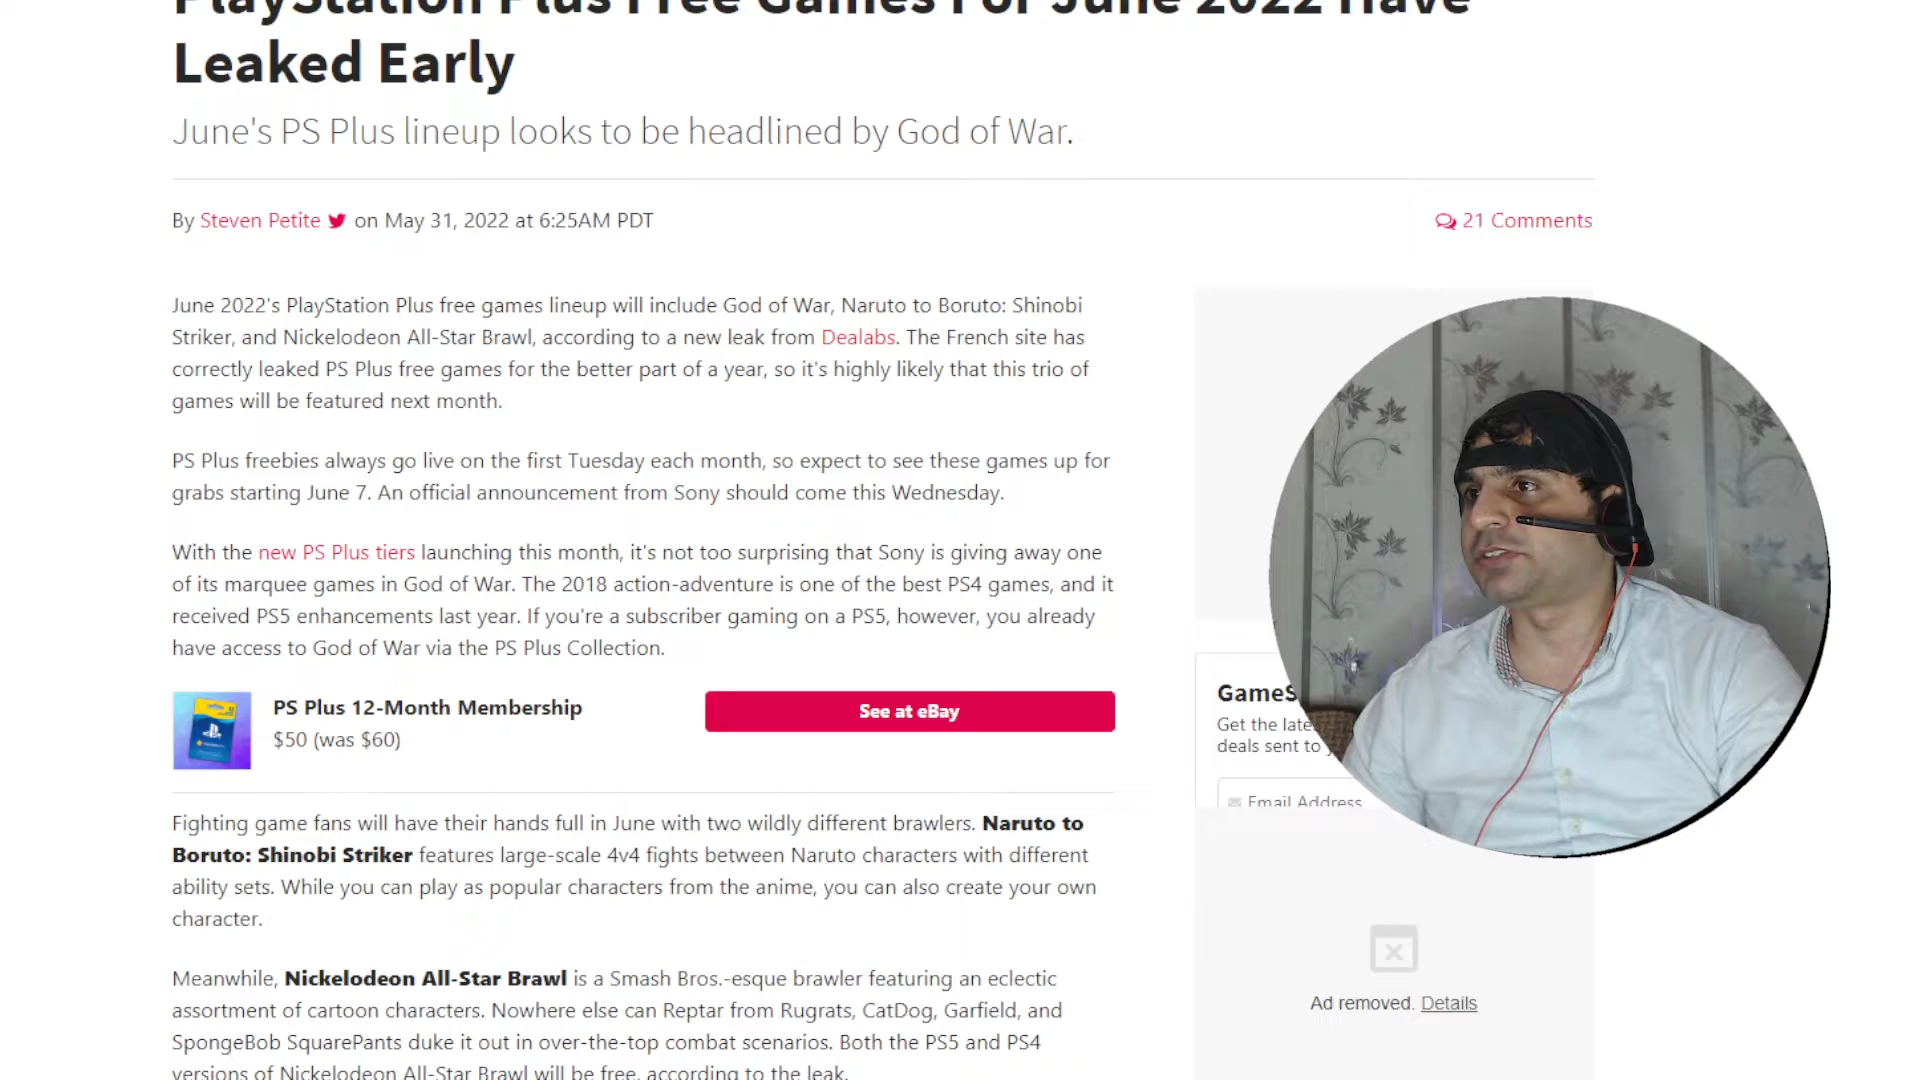 PlayStation Plus Free Games For June 2022 Have
Leaked Early
June's PS Plus lineup looks to be headlined by God of War.
By Steven Petite on May 31, 2022 at 6:25AM PDT
21 Comments
June 2022's PlayStation Plus free games lineup will include God of War, Naruto to Boruto: Shinobi
Striker, and Nickelodeon All-Star Brawl, according to a new leak from Dealabs. The French site has
correctly leaked PS Plus free games for the better part of a year, so it's highly likely that this trio of
games will be featured next month.
PS Plus freebies always go live on the first Tuesday each month, so expect to see these games up for
grabs starting June 7. An official announcement from Sony should come this Wednesday.
With the new PS Plus tiers launching this month, it's not too surprising that Sony is giving away one
of its marquee games in God of War. The 2018 action-adventure is one of the best PS4 games, and it
received PS5 enhancements last year. If you're a subscriber gaming on a PS5, however, you already
have access to God of War via the PS Plus Collection.
PS Plus 12-Month Membership
$50 (was $60)
See at eBay
Fighting game fans will have their hands full in June with two wildly different brawlers. Naruto to
Boruto: Shinobi Striker features large-scale 4v4 fights between Naruto characters with different
ability sets. While you can play as popular characters from the anime, you can also create your own
character.
Meanwhile, Nickelodeon All-Star Brawl is a Smash Bros.-esque brawler featuring an eclectic
assortment of cartoon characters. Nowhere else can Reptar from Rugrats, CatDog, Garfield, and
SpongeBob SquarePants duke it out in over-the-top combat scenarios. Both the PS5 and PS4
versions of Nickelodeon All-Star Brawl will be free, according to the leak.
Get the
deals sent to
Email Address
Ad removed. Details